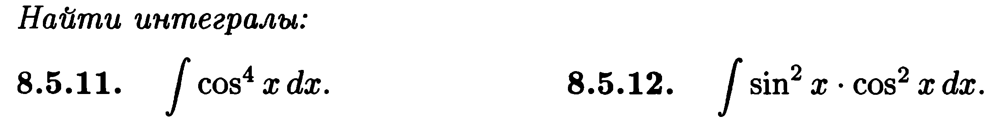 Найти интегралы:
8.5.11. ∫ cos⁴ x dx. 8.5.12. ∫ sin² x · cos² x dx.